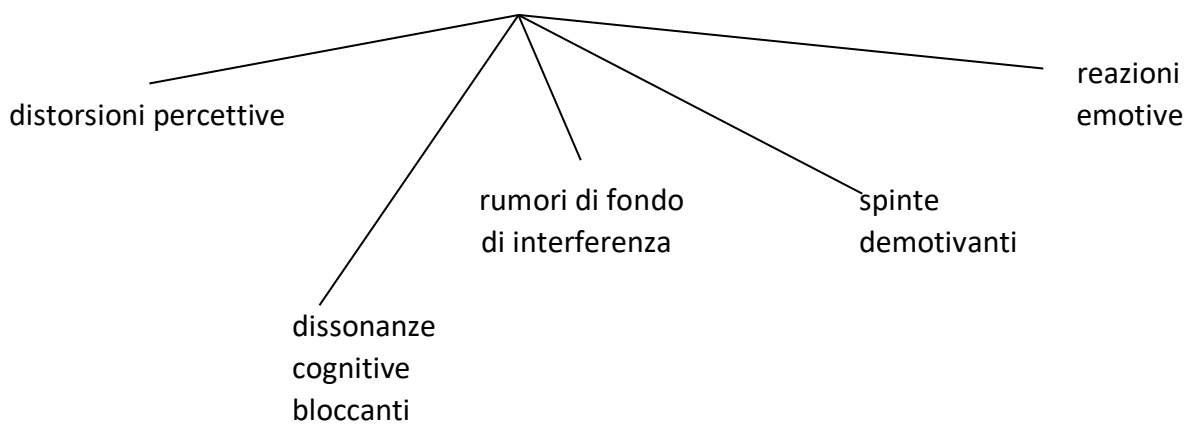 distorsioni percettive
dissonanze
cognitive
bloccanti
rumori di fondo
di interferenza
spinte
demotivanti
reazioni
emotive